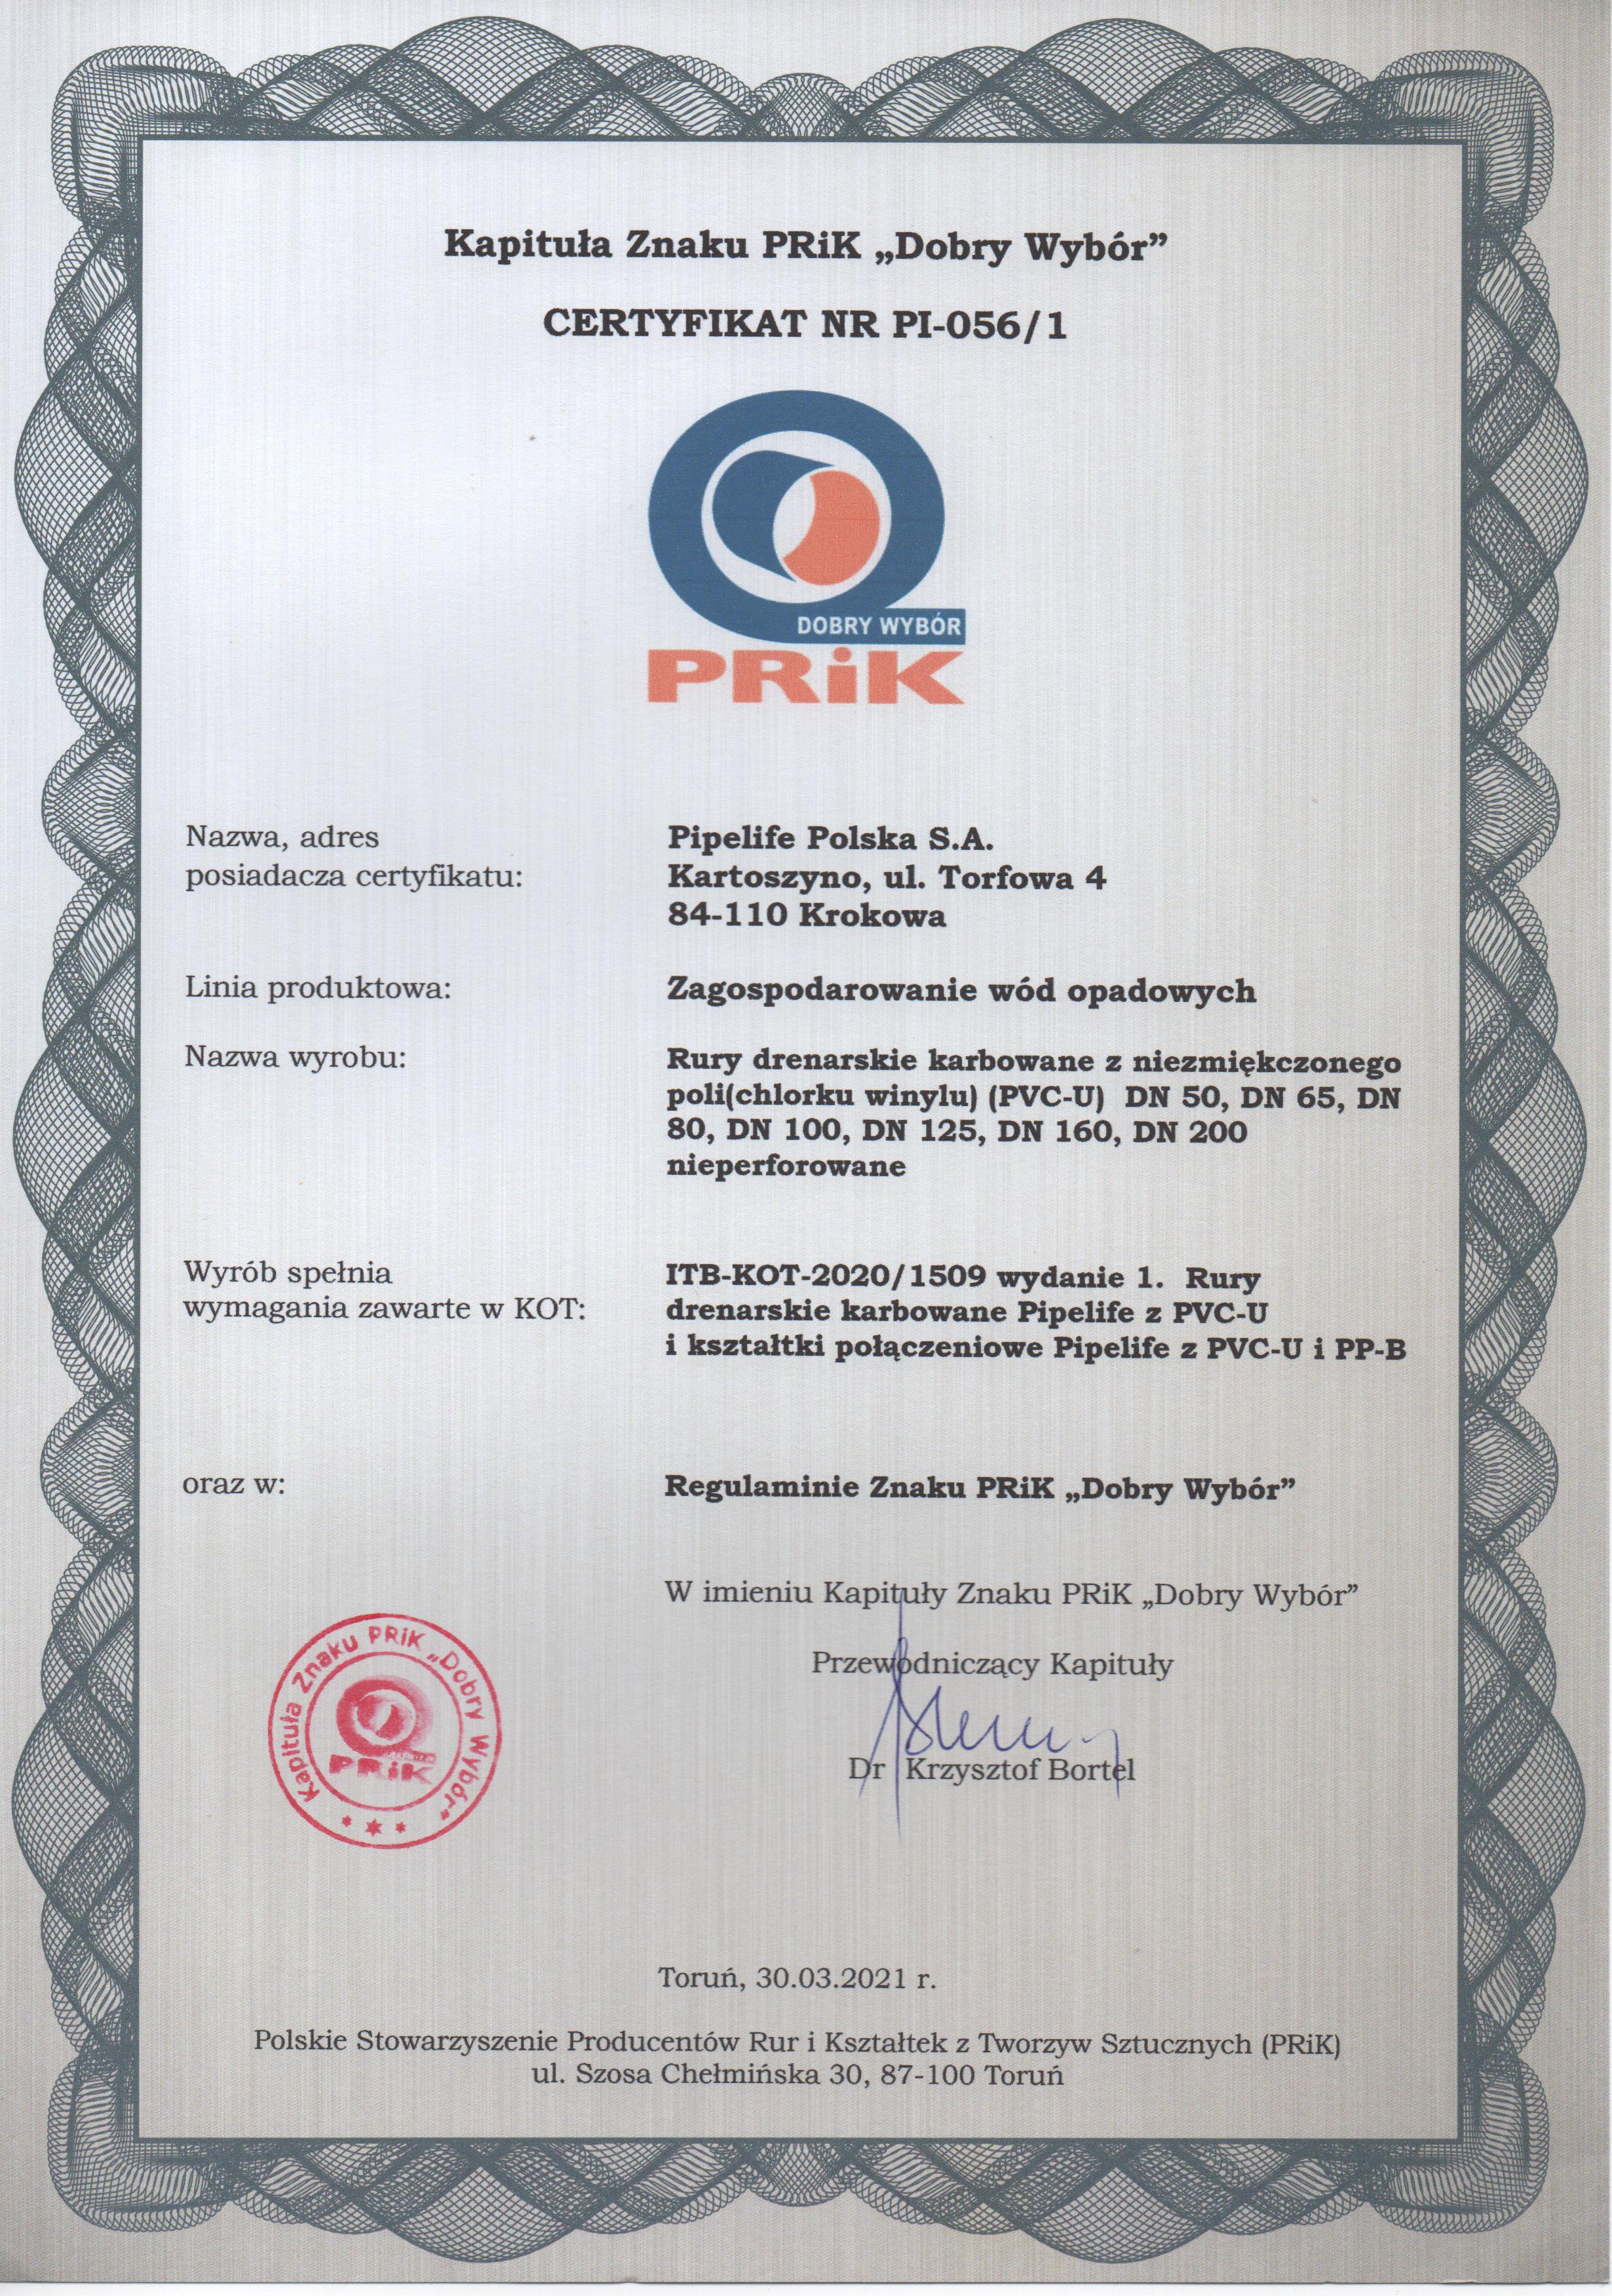 Kapituła Znaku PRiK „Dobry Wybór”
CERTYFIKAT NR PI-056/1
DOBRY WYBÓR
PRiK
Nazwa, adres
posiadacza certyfikatu:
Pipelife Polska S.A.
Kartoszyno, ul. Torfowa 4
84-110 Krokowa
Linia produktowa:
Zagospodarowanie wód opadowych
Nazwa wyrobu:
Rury drenarskie karbowane z niezmiękczonego
poli(chlorku winylu) (PVC-U) DN 50, DN 65, DN
80, DN 100, DN 125, DN 160, DN 200
nieperforowane
Wyrób spełnia
wymagania zawarte w KOT:
ITB-KOT-2020/1509 wydanie 1. Rury
drenarskie karbowane Pipelife z PVC-U
i kształtki połączeniowe Pipelife z PVC-U i PP-B
oraz w:
Regulaminie Znaku PRiK „Dobry Wybór”
W imieniu Kapituły Znaku PRiK „Dobry Wybór”
Przewodniczący Kapituły
Dr Krzysztof Bortel
Kapituła Znaku PRiK „Dobry Wybór”
PRiK
Toruń, 30.03.2021 r.
Polskie Stowarzyszenie Producentów Rur i Kształtek z Tworzyw Sztucznych (PRiK)
ul. Szosa Chełmińska 30, 87-100 Toruń